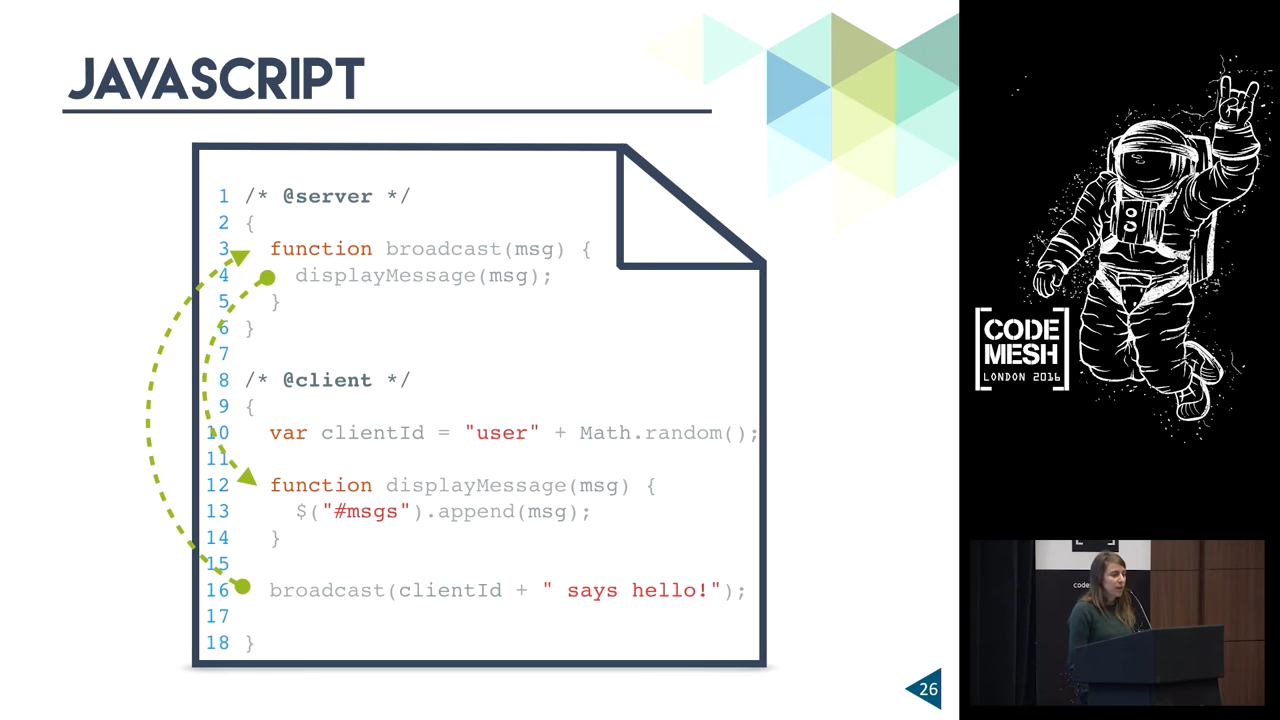 JAVASCRIPT
1 /* @server */
2 {
3 function broadcast(msg) {
4 displayMessage(msg);
5 }
6 }
7
8 /* @client */
9 {
10 var clientId = "user" + Math.random();
11
12 function displayMessage(msg) {
13 $("#msgs").append(msg);
14 }
15
16 broadcast(clientId + " says hello!");
17
18 }
26
CODE
MESH
LONDON 2016
code